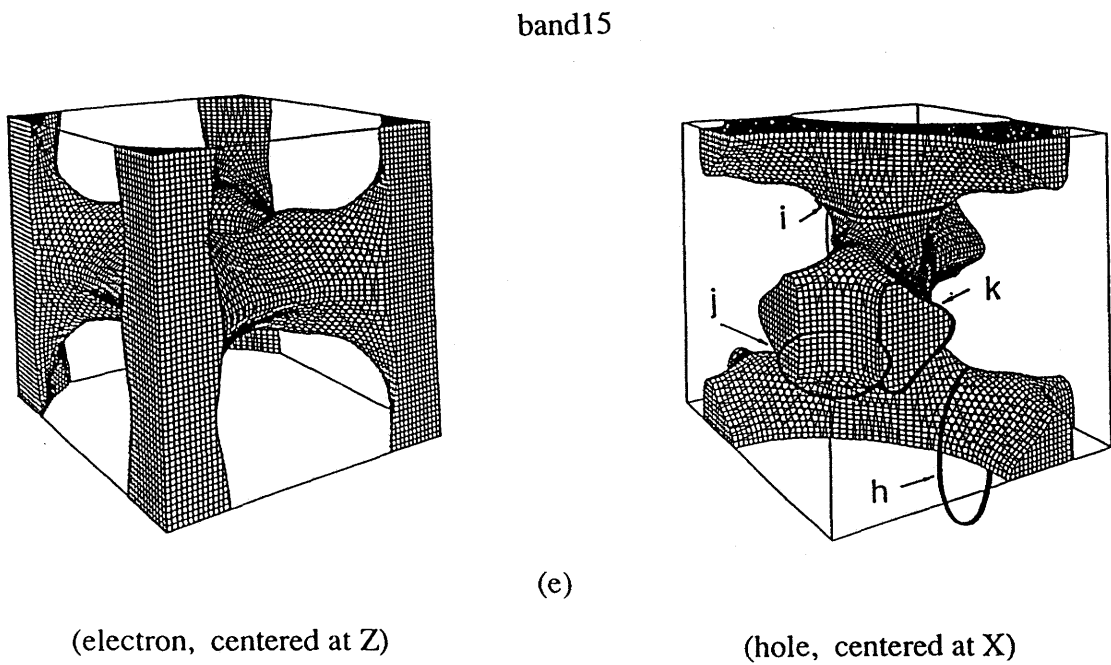 band15
i
k
j
h
(e)
(electron, centered at Z)
(hole, centered at X)